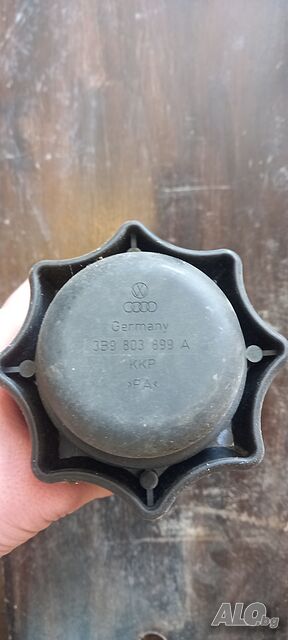 Germany
3B9 803 899 A
KKP
>PA<
ALO.bg